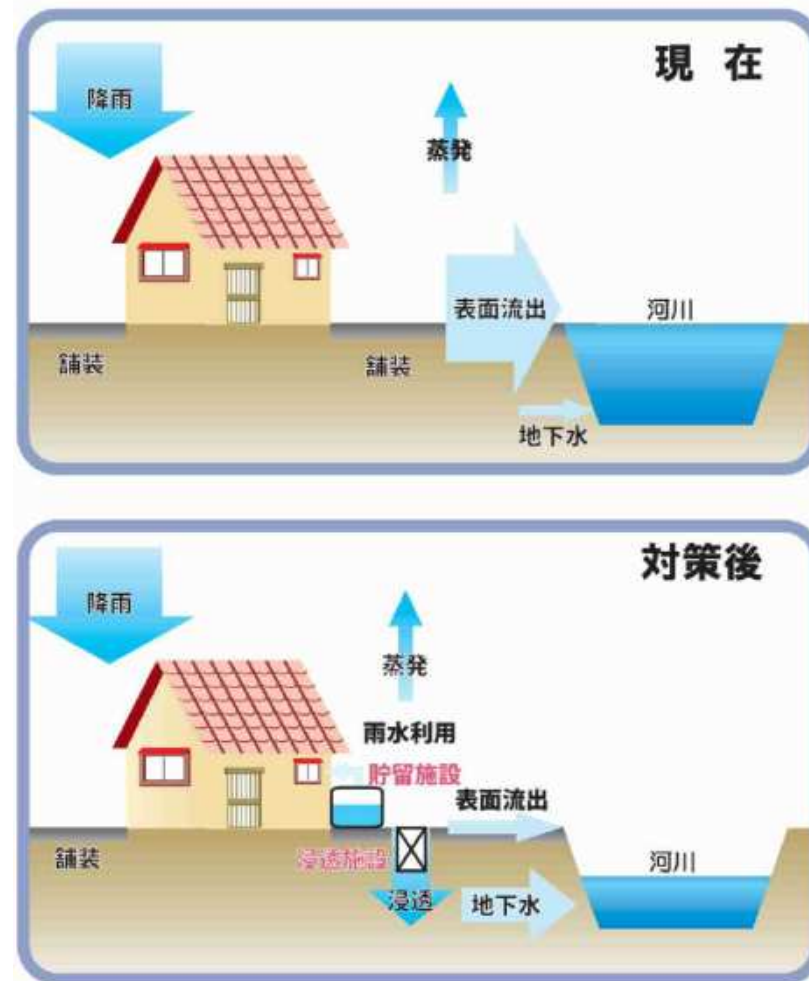 現 在
降雨
蒸発
表面流出
河川
舗装
舗装
地下水
対策後
降雨
蒸発
雨水利用
貯留施設
表面流出
舗装
浸透施設
河川
浸透
地下水